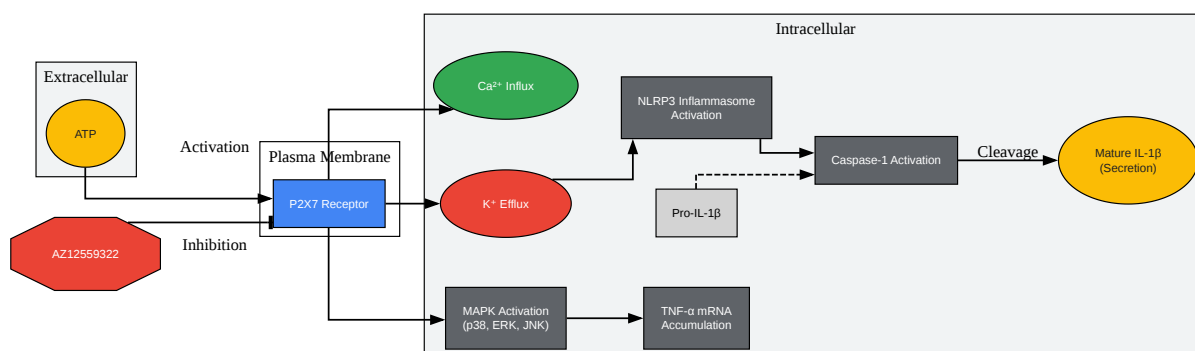 Intracellular
Extracellular
ATP
Activation
Plasma Membrane
P2X7 Receptor
Inhibition
AZ12559322
Ca²⁺ Influx
K⁺ Efflux
NLRP3 Inflammasome
Activation
Pro-IL-1β
Caspase-1 Activation
Cleavage
Mature IL-1β
(Secretion)
MAPK Activation
(p38, ERK, JNK)
TNF-α mRNA
Accumulation